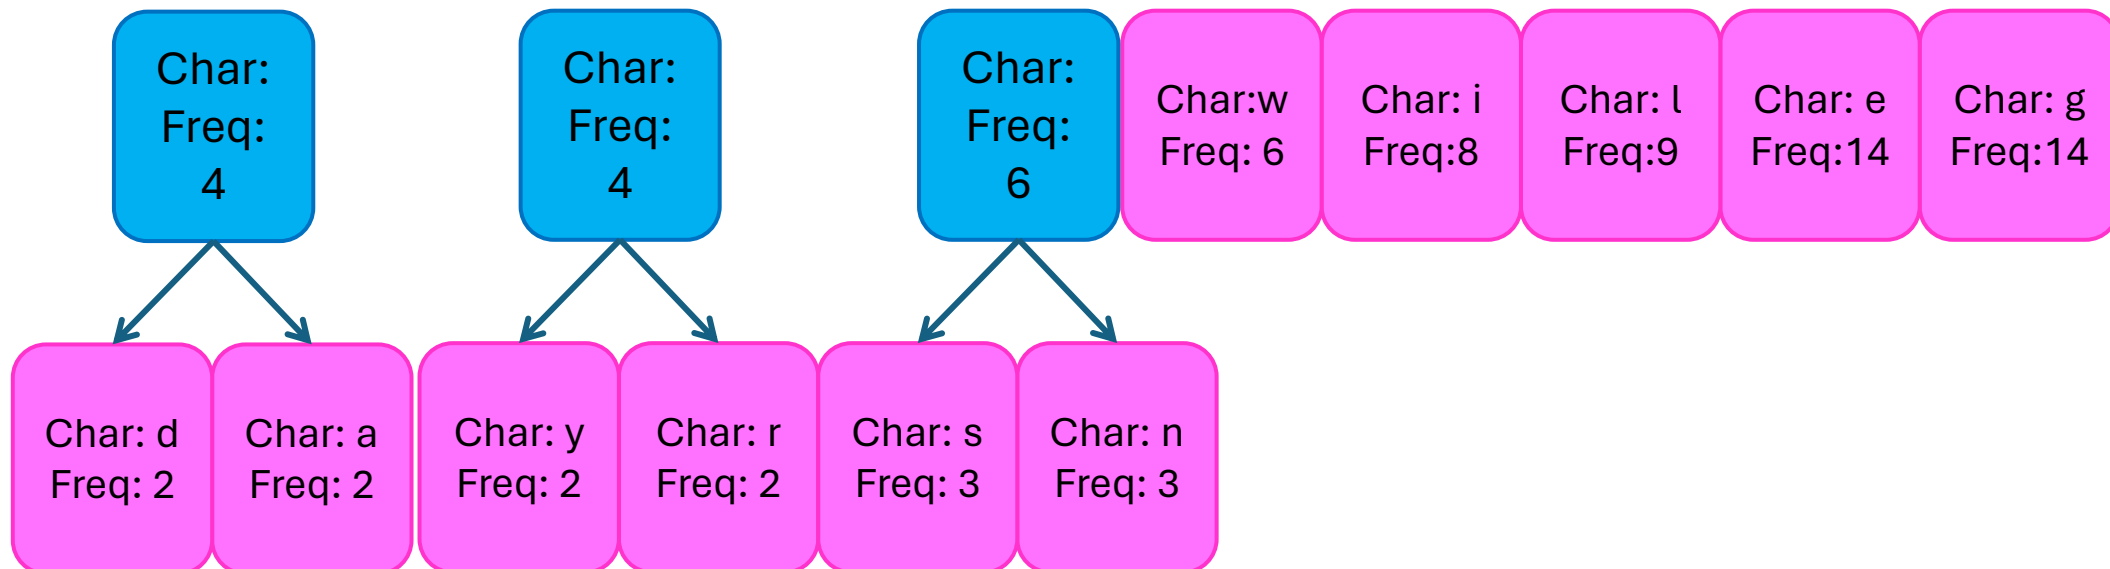 Char:
Freq:
4
Char:
Freq:
4
Char:
Freq:
6
Char:w
Freq: 6
Char: i
Freq:8
Char: l
Freq:9
Char: e
Freq:14
Char: g
Freq:14
Char: d
Freq: 2
Char: a
Freq: 2
Char: y
Freq: 2
Char: r
Freq: 2
Char: s
Freq: 3
Char: n
Freq: 3